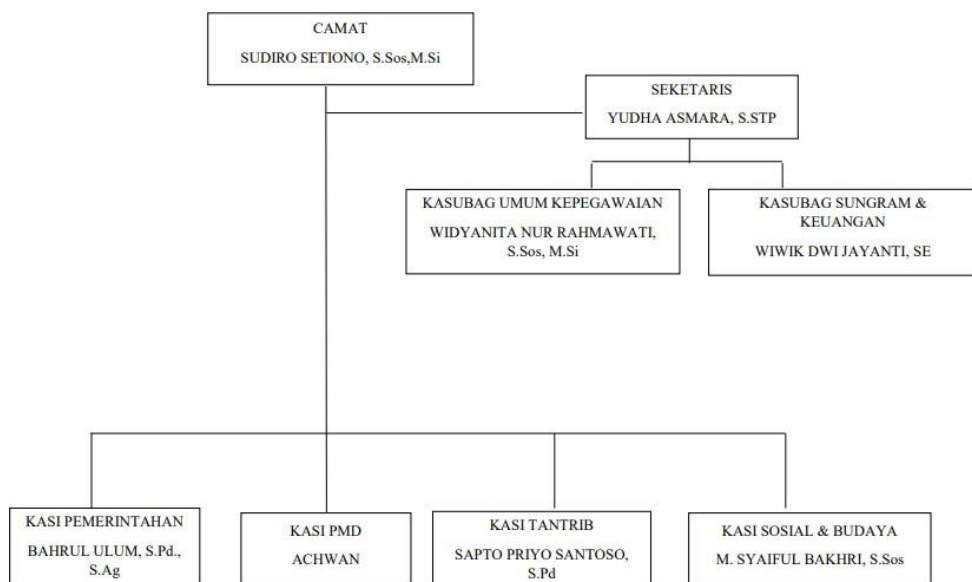 CAMAT
SUDIRO SETIONO, S.Sos,M.Si
SEKETARIS
YUDHA ASMARA, S.STP
KASUBAG UMUM KEPEGAWAIAN
WIDYANITA NUR RAHMAWATI,
S.Sos, M.Si
KASUBAG SUNGRAM &
KEUANGAN
WIWIK DWI JAYANTI, SE
KASI PEMERINTAHAN
BAHRUL ULUM, S.Pd.,
S.Ag
KASI PMD
ACHWAN
KASI TANTRIB
SAPTO PRIYO SANTOSO,
S.Pd
KASI SOSIAL & BUDAYA
M. SYAIFUL BAKHRI, S.Sos